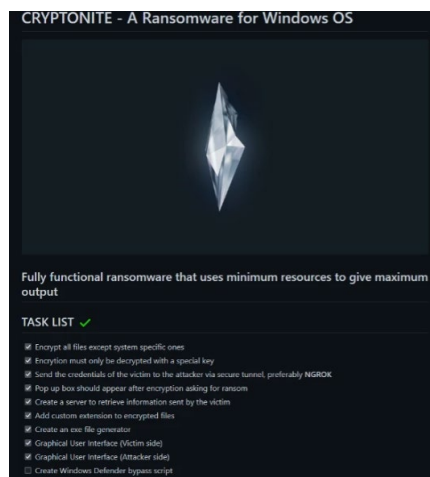 CRYPTONITE - A Ransomware for Windows OS
Fully functional ransomware that uses minimum resources to give maximum
output
TASK LIST ✓
Encrypt all files except system specific ones
Encrytion must only be decrypted with a special key
Send the credentials of the victim to the attacker via secure tunnel, preferably NGROK
Pop up box should appear after encryption asking for ransom
Create a server to retrieve information sent by the victim
Add custom extension to encrypted files
Create an exe file generator
Graphical User Interface (Victim side)
Graphical User Interface (Attacker side)
Create Windows Defender bypass script